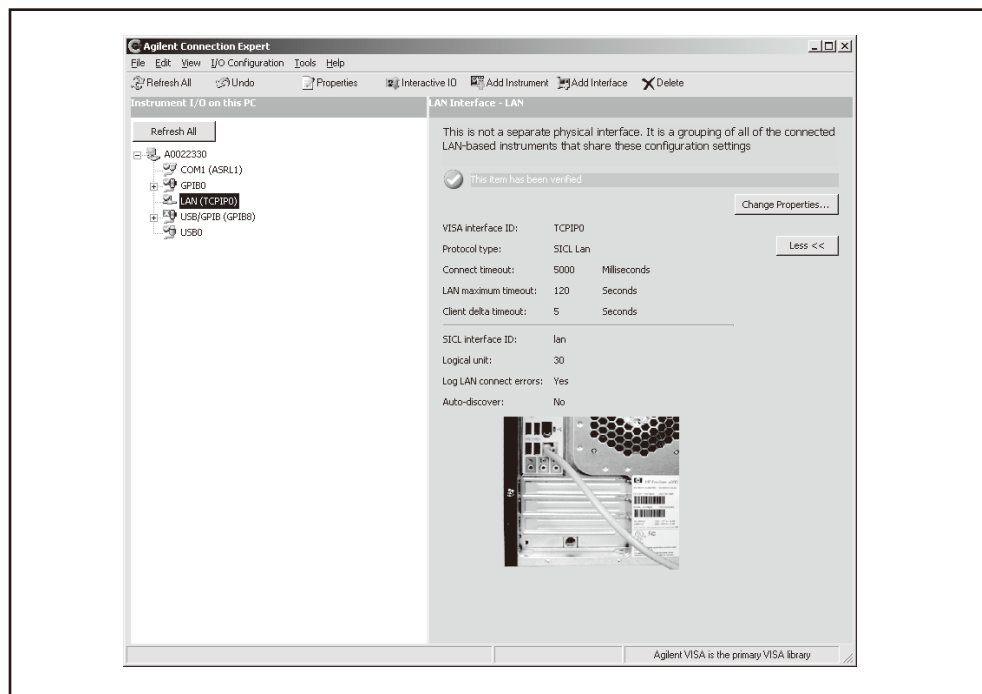 Agilent Connection Expert
File Edit View I/O Configuration Tools Help
Refresh All Undo Properties Interactive IO Add Instrument Add Interface Delete
Instrument I/O on this PC
Refresh All
A0022330
COM1 (ASRL1)
GPIB0
LAN (TCPIP0)
USB/GPIB (GPIB8)
USB0
LAN Interface - LAN
This is not a separate physical interface. It is a grouping of all of the connected
LAN-based instruments that share these configuration settings
This item has been verified
Change Properties...
VISA interface ID: TCPIP0
Less <<
Protocol type: SICL Lan
Connect timeout: 5000 Milliseconds
LAN maximum timeout: 120 Seconds
Client delta timeout: 5 Seconds
SICL interface ID: lan
Logical unit: 30
Log LAN connect errors: Yes
Auto-discover: No
Agilent VISA is the primary VISA library